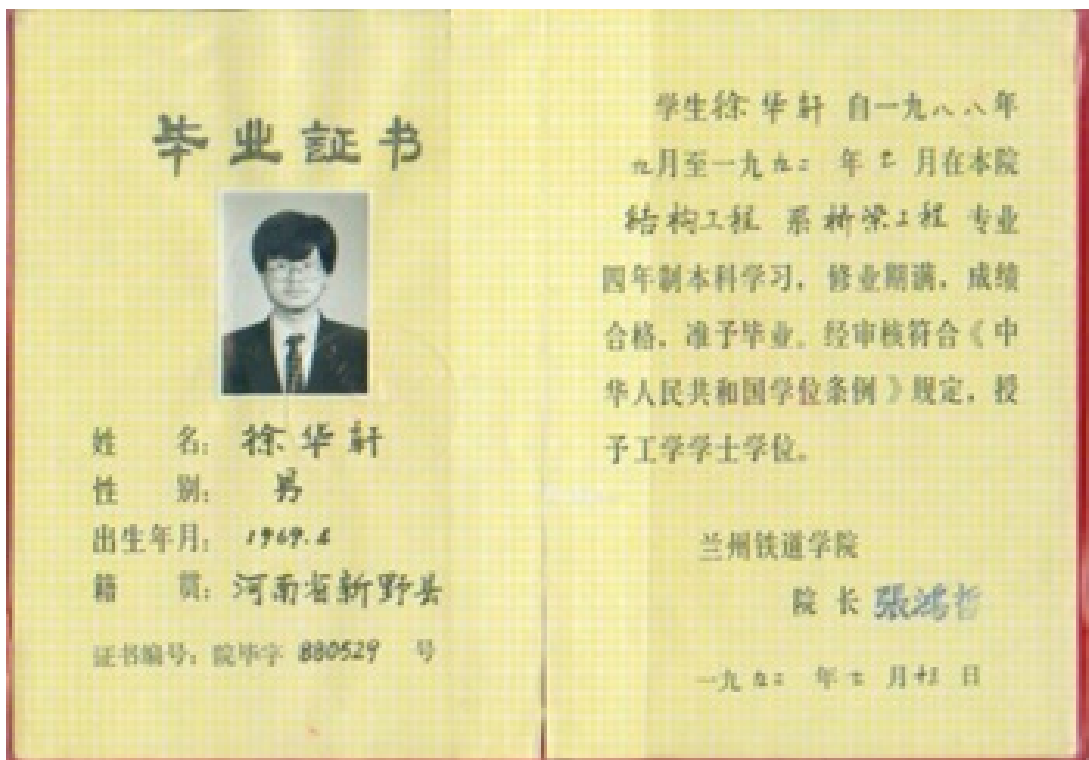 毕业証书
姓 名: 徐华轩
性 别: 男
出生年月: 1969.
籍 贯: 河南省新野县
证书编号: 院毕字 880529 号
学生徐华轩 自一九八八年
九月至一九九二 年七月在本院
结构工程 系桥梁工程 专业
四年制本科学习, 修业期满, 成绩
合格, 准予毕业。经审核符合《中
华人民共和国学位条例》规定, 授
予工学学士学位。
兰州铁道学院
院 长 張鴻哲
一九九二 年七月 日